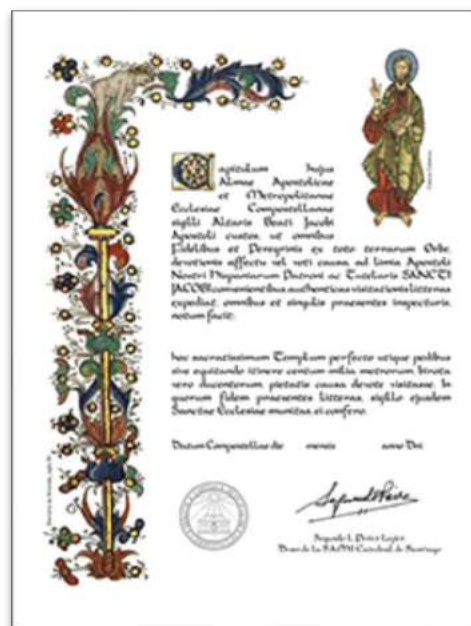 Capitulum hujus
Almae Apostolicae
et Metropolitanae
Ecclesiae Compostellanae
sigilli Altaris Beati Jacobi
Apostoli custos, ut omnibus
Fidelibus et Peregrinis ex toto terrarum Orbe,
devotionis affectu vel voti causa, ad limina Apostoli
Nostri Hispaniarum Patroni ac Tutelaris SANCTI
JACOBI convenientibus, authenticas visitationis litteras
expediat, omnibus et singulis praesentes inspecturis,
notum facit:
hoc sacratissimum Templum perfecto utique pedibus
sive equitando itinere centum milia metrorum, birota
vero ducentorum, pietatis causa devote visitasse. In
quorum fidem praesentes litteras, sigillo ejusdem
Sanctae Ecclesiae munitas, ei confero.
Datum Compostellae die mensis anno Dni
Segundo L. Pérez López
Dean de la S.A.M.I. Catedral de Santiago